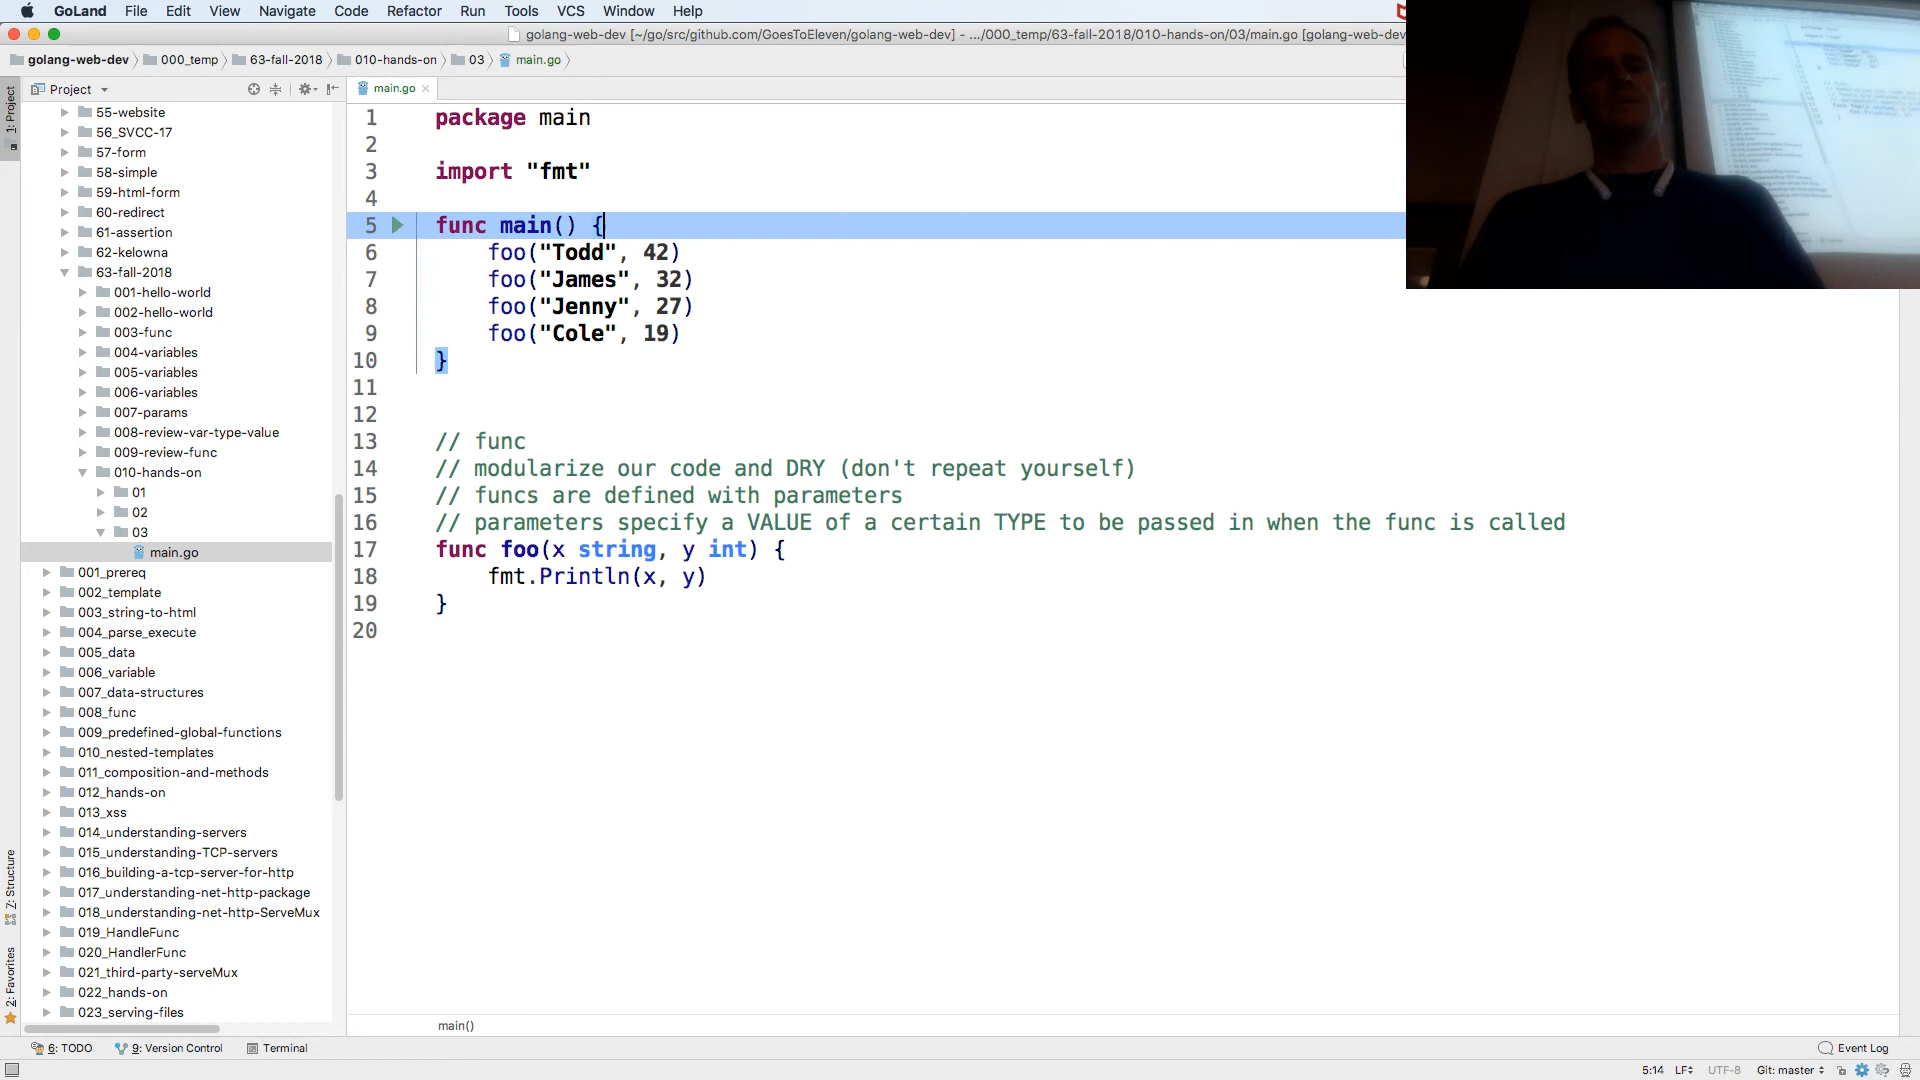 GoLand File Edit View Navigate Code Refactor Run Tools VCS Window Help
golang-web-dev [~/go/src/github.com/GoesToEleven/golang-web-dev] - .../000_temp/63-fall-2018/010-hands-on/03/main.go [golang-web-dev
golang-web-dev 000_temp 63-fall-2018 010-hands-on 03 main.go
1: Project
Project
main.go
55-website
56_SVCC-17
57-form
58-simple
59-html-form
60-redirect
61-assertion
62-kelowna
63-fall-2018
001-hello-world
002-hello-world
003-func
004-variables
005-variables
006-variables
007-params
008-review-var-type-value
009-review-func
010-hands-on
01
02
03
main.go
001_prereq
002_template
003_string-to-html
004_parse_execute
005_data
006_variable
007_data-structures
008_func
009_predefined-global-functions
010_nested-templates
011_composition-and-methods
012_hands-on
013_xss
014_understanding-servers
015_understanding-TCP-servers
016_building-a-tcp-server-for-http
017_understanding-net-http-package
018_understanding-net-http-ServeMux
019_HandleFunc
020_HandlerFunc
021_third-party-serveMux
022_hands-on
023_serving-files
7: Structure
2: Favorites
1 package main
2
3 import "fmt"
4
5 func main() {
6 foo("Todd", 42)
7 foo("James", 32)
8 foo("Jenny", 27)
9 foo("Cole", 19)
10 }
11
12
13 // func
14 // modularize our code and DRY (don't repeat yourself)
15 // funcs are defined with parameters
16 // parameters specify a VALUE of a certain TYPE to be passed in when the func is called
17 func foo(x string, y int) {
18 fmt.Println(x, y)
19 }
20
main()
6: TODO 9: Version Control Terminal Event Log
5:14 LF UTF-8 Git: master